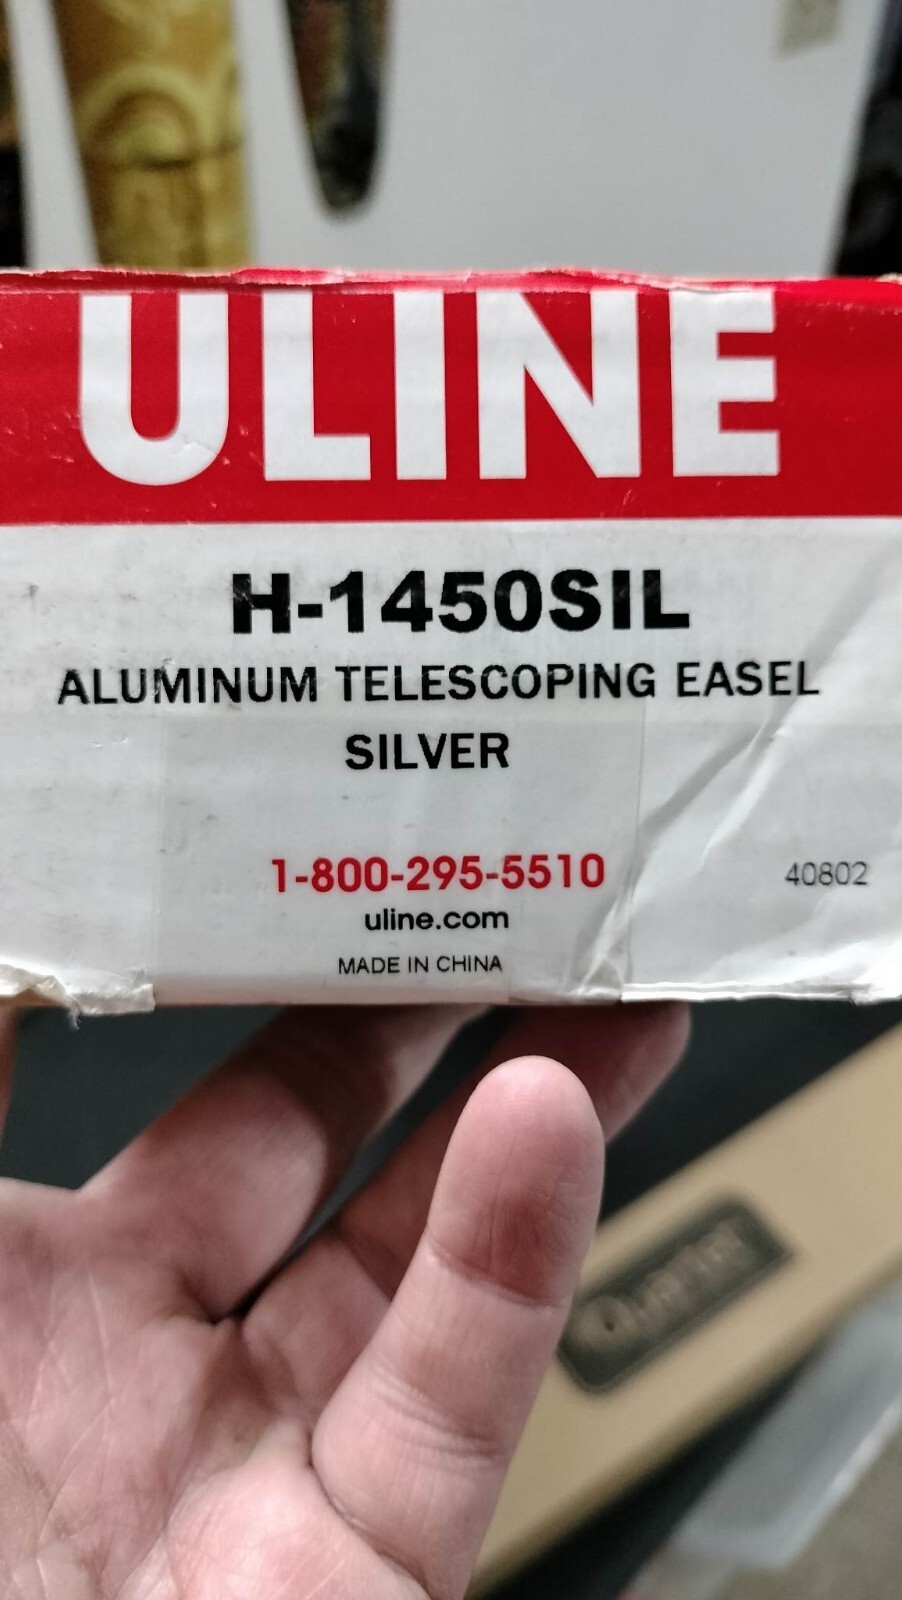 ULINE
H-1450SIL
ALUMINUM TELESCOPING EASEL
SILVER
1-800-295-5510
40802
uline.com
MADE IN CHINA